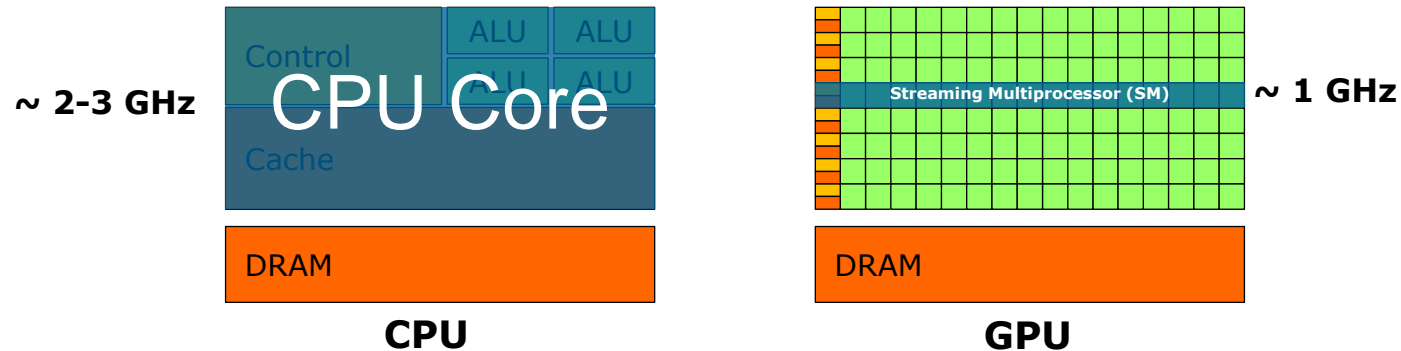 Control
ALU ALU
ALU ALU
CPU Core
Cache
~ 2-3 GHz
DRAM
CPU
Streaming Multiprocessor (SM)
~ 1 GHz
DRAM
GPU